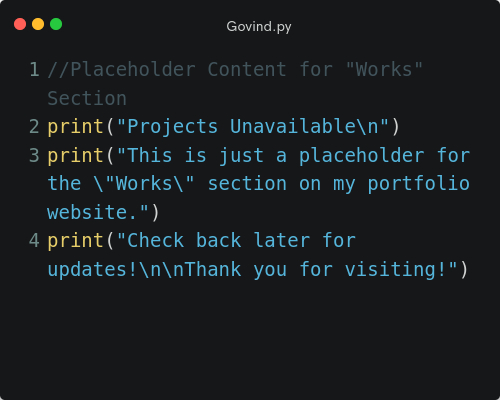 Govind.py
1 //Placeholder Content for "Works"
Section
2 print("Projects Unavailable\n")
3 print("This is just a placeholder for
the \"Works\" section on my portfolio
website.")
4 print("Check back later for
updates!\n\nThank you for visiting!")